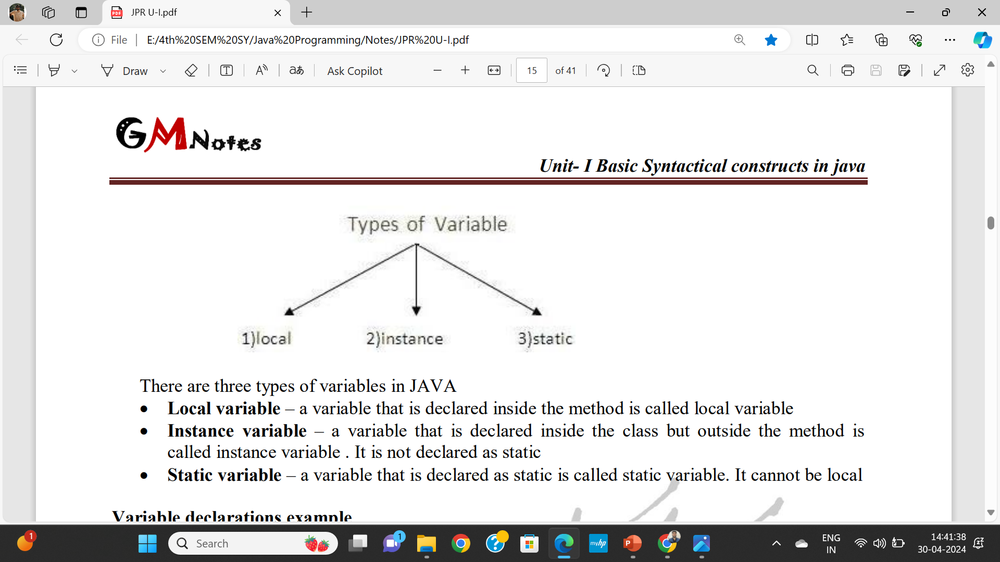 JPR U-I.pdf
File
E:/4th%20SEM%20SY/Java%20Programming/Notes/JPR%20U-I.pdf
Draw
Ask Copilot
15
of 41
GMNotes
Unit- I Basic Syntactical constructs in java
Types of Variable
1)local
2)instance
3)static
There are three types of variables in JAVA
• Local variable – a variable that is declared inside the method is called local variable
• Instance variable – a variable that is declared inside the class but outside the method is
called instance variable . It is not declared as static
• Static variable – a variable that is declared as static is called static variable. It cannot be local
Variable declarations example
1
Search
1
myhp
ENG
IN
14:41:38
30-04-2024